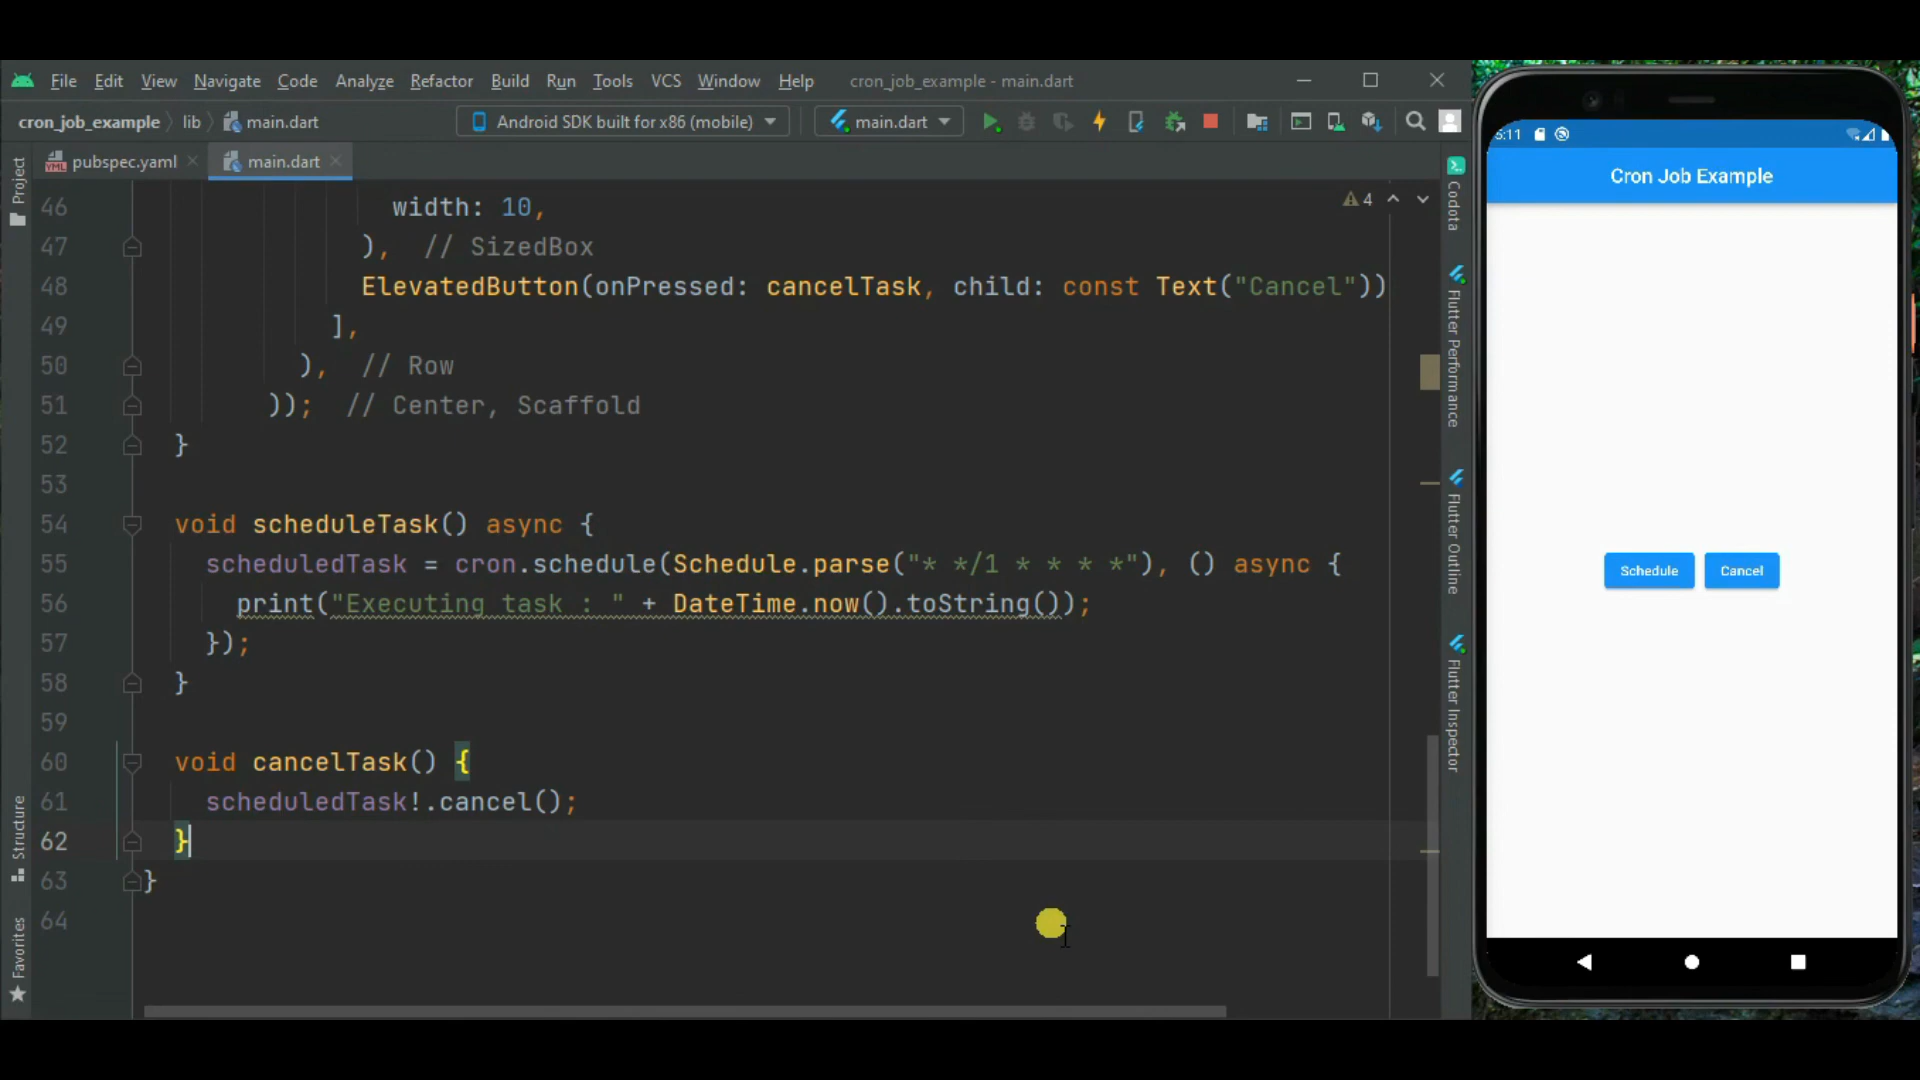 File Edit View Navigate Code Analyze Refactor Build Run Tools VCS Window Help cron_job_example - main.dart
cron_job_example lib main.dart Android SDK built for x86 (mobile) main.dart
pubspec.yaml main.dart
Project
46 width: 10,
4
47 ), // SizedBox
48 ElevatedButton(onPressed: cancelTask, child: const Text("Cancel"))
49 ],
50 ), // Row
51 )); // Center, Scaffold
52 }
53
54 void scheduleTask() async {
55 scheduledTask = cron.schedule(Schedule.parse("* */1 * * * *"), () async {
56 print("Executing task : " + DateTime.now().toString());
57 });
58 }
59
60 void cancelTask() {
61 scheduledTask!.cancel();
62 }
63 }
64
Structure
Favorites
Codota
Flutter Performance
Flutter Outline
Flutter Inspector
5:11
Cron Job Example
Schedule Cancel